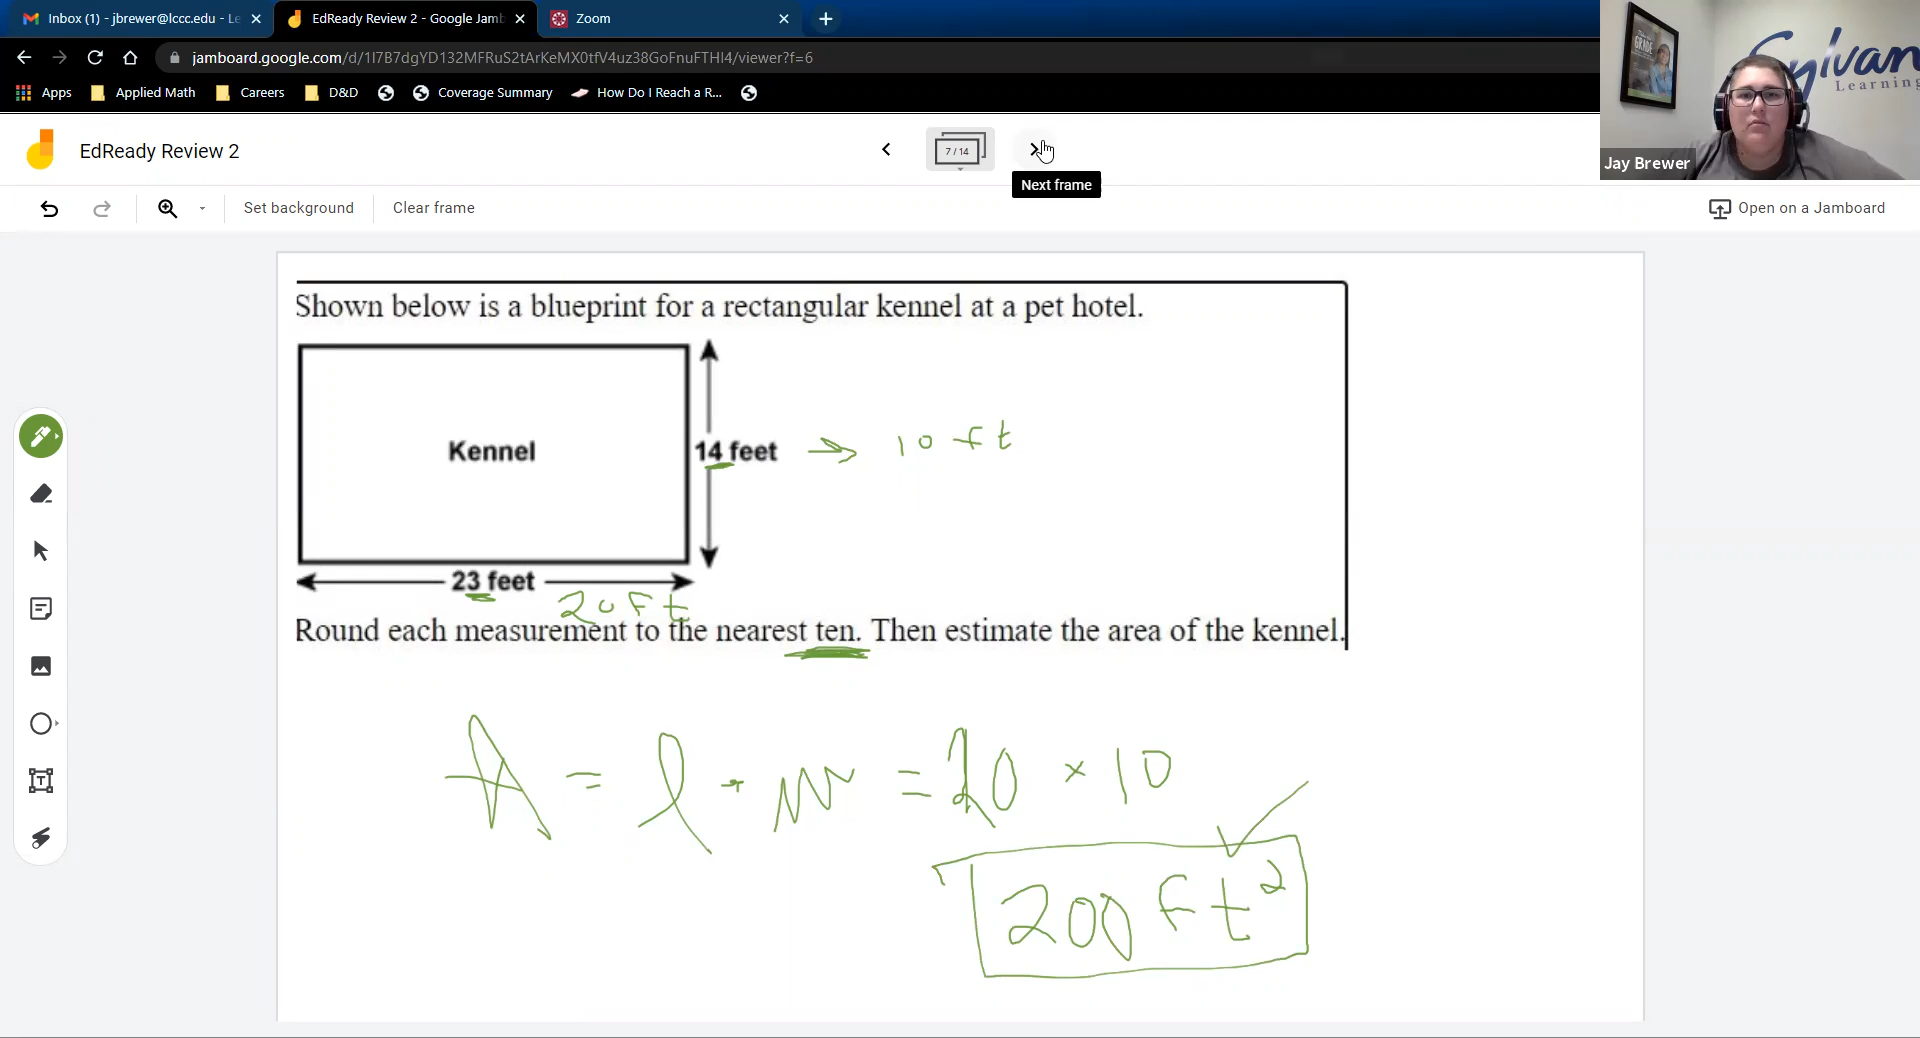 Inbox (1) - jbrewer@lccc.edu - Le
EdReady Review 2 - Google Jamb
Zoom
jamboard.google.com/d/1I7B7dgYD132MFRuS2tArKeMX0tfV4uz38GoFnuFTHI4/viewer?f=6
Apps
Applied Math
Careers
D&D
Coverage Summary
How Do I Reach a R...
GRADE
Sylvan
Learning
Jay Brewer
EdReady Review 2
7 / 14
Next frame
Set background
Clear frame
Open on a Jamboard
Shown below is a blueprint for a rectangular kennel at a pet hotel.
Kennel
14 feet → 10 ft
23 feet
20 ft
Round each measurement to the nearest ten. Then estimate the area of the kennel.
A = l · w = 20 × 10
200 ft²